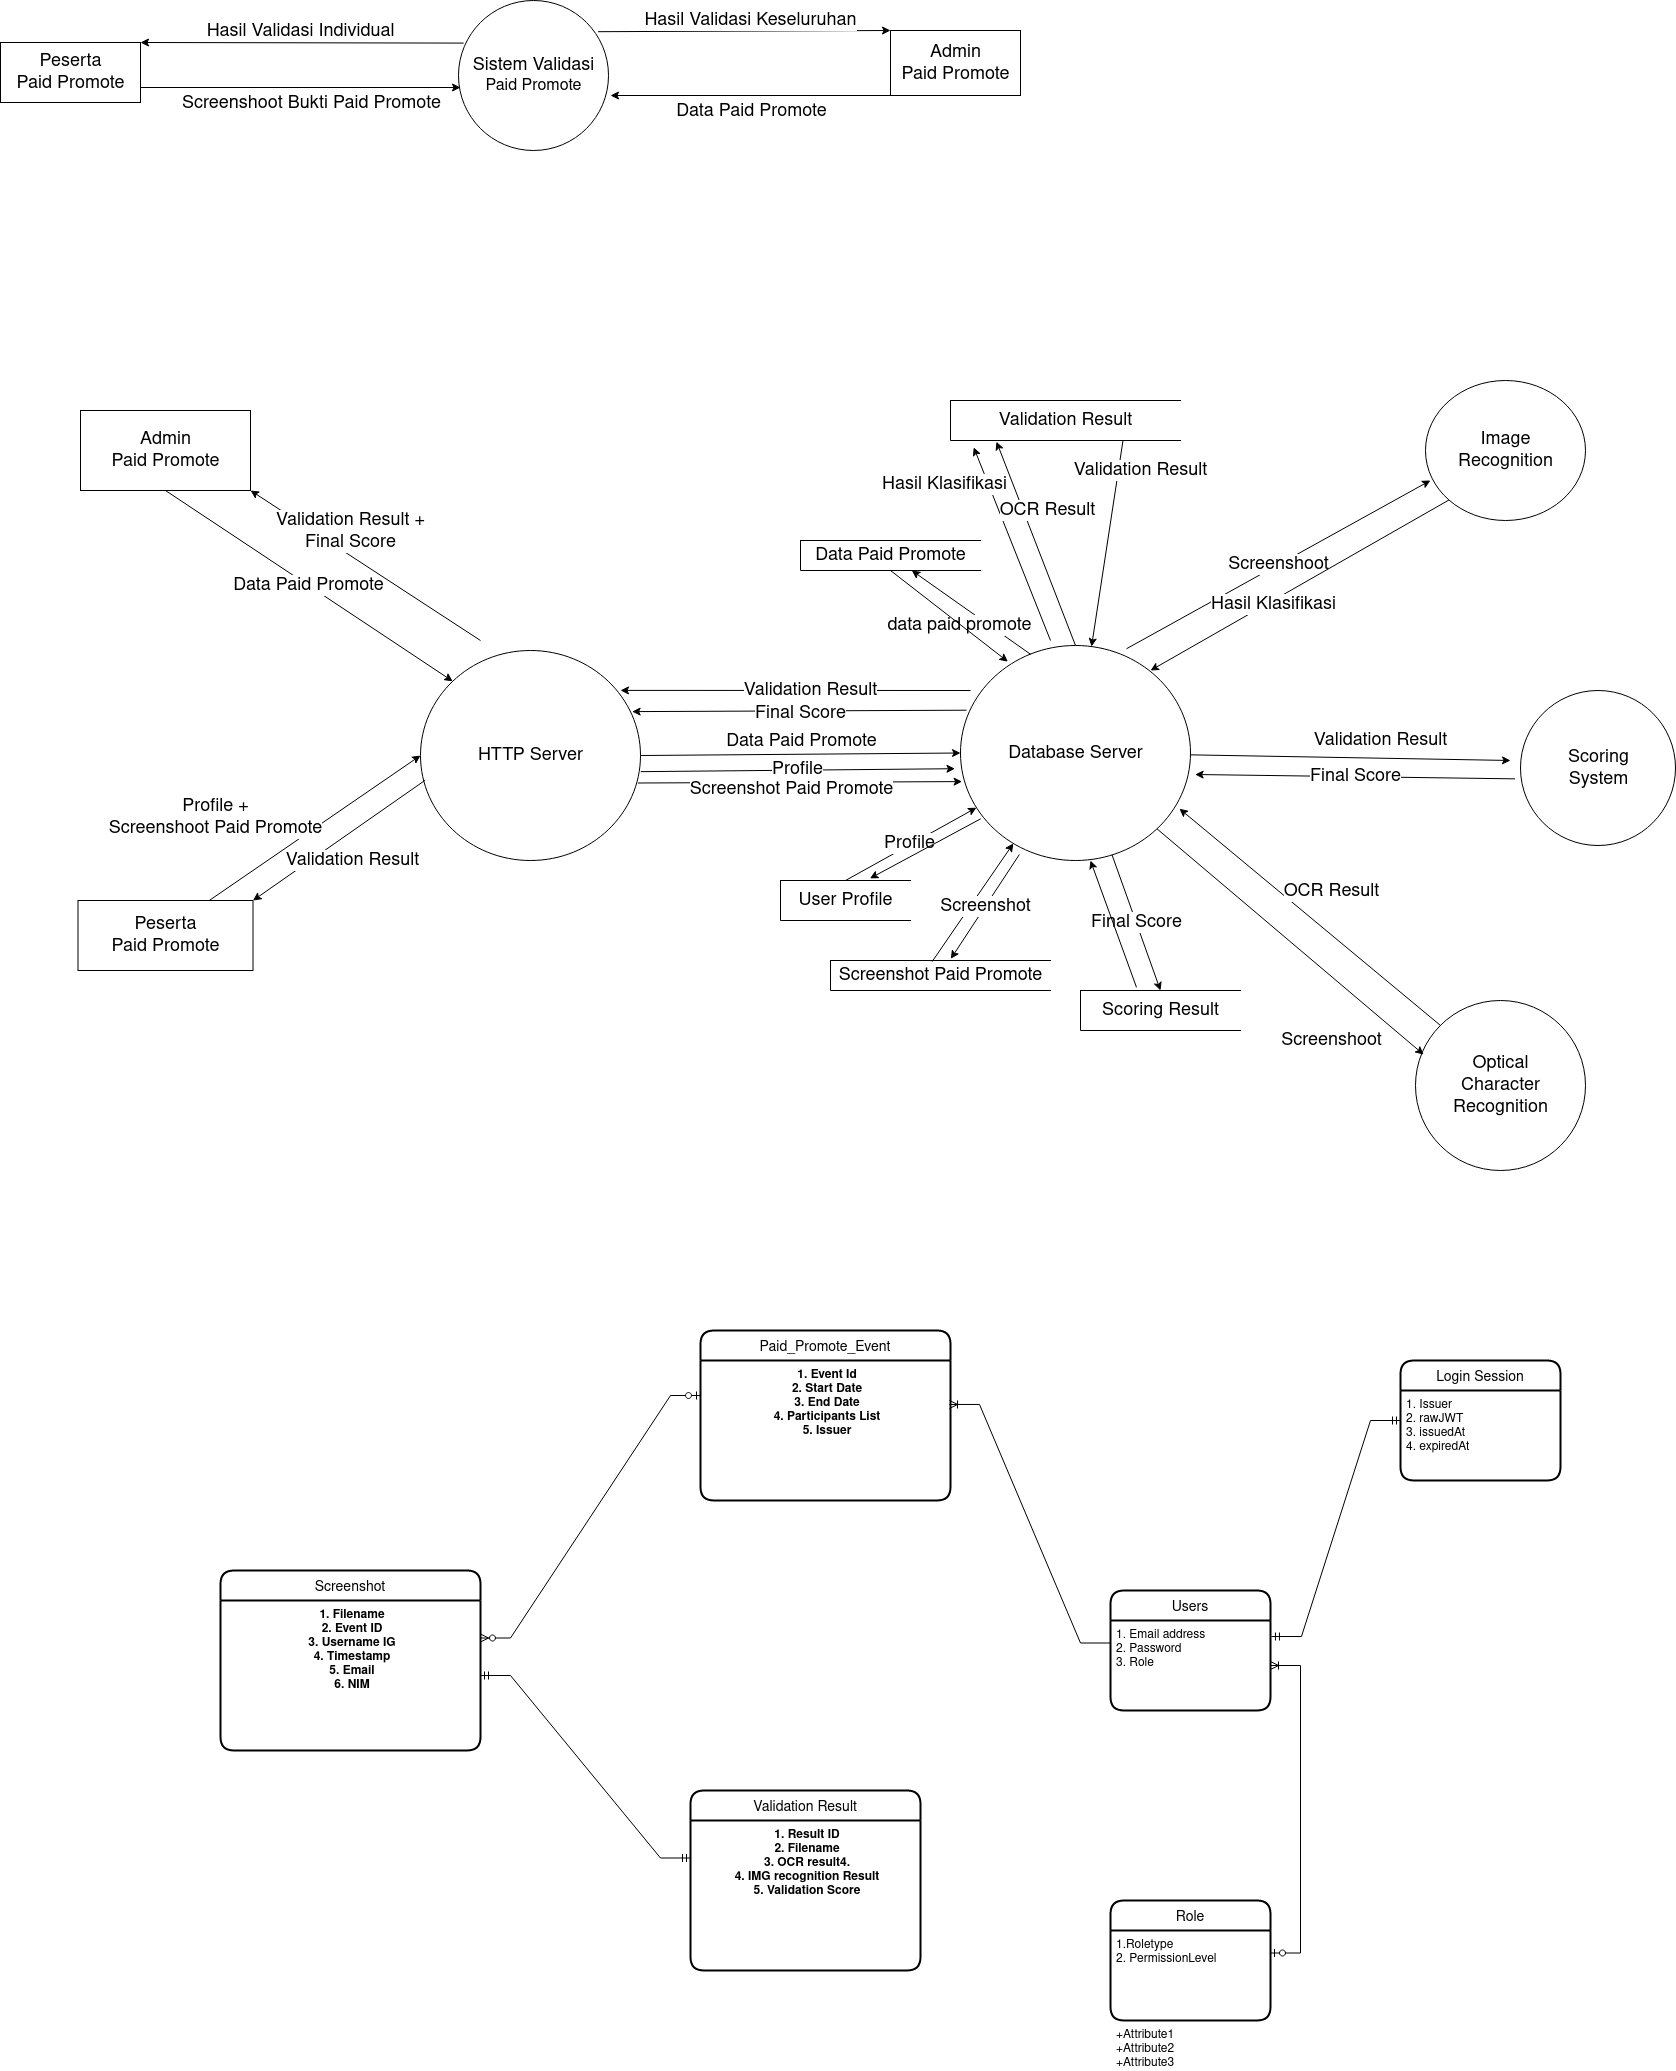 Hasil Validasi Individual
Hasil Validasi Keseluruhan
Peserta
Paid Promote
Sistem Validasi
Paid Promote
Admin
Paid Promote
Screenshoot Bukti Paid Promote
Data Paid Promote
Admin
Paid Promote
Validation Result +
Final Score
Data Paid Promote
Validation Result
Hasil Klasifikasi
OCR Result
Validation Result
Data Paid Promote
data paid promote
Image
Recognition
Screenshoot
Hasil Klasifikasi
HTTP Server
Validation Result
Final Score
Data Paid Promote
Profile
Screenshot Paid Promote
Database Server
Validation Result
Final Score
Scoring
System
Profile +
Screenshoot Paid Promote
Validation Result
Peserta
Paid Promote
Profile
User Profile
Screenshot
Screenshot Paid Promote
Final Score
Scoring Result
OCR Result
Screenshoot
Optical
Character
Recognition
Paid_Promote_Event
1. Event Id
2. Start Date
3. End Date
4. Participants List
5. Issuer
Login Session
1. Issuer
2. rawJWT
3. issuedAt
4. expiredAt
Screenshot
1. Filename
2. Event ID
3. Username IG
4. Timestamp
5. Email
6. NIM
Users
1. Email address
2. Password
3. Role
Validation Result
1. Result ID
2. Filename
3. OCR result4.
4. IMG recognition Result
5. Validation Score
Role
1.Roletype
2. PermissionLevel
+Attribute1
+Attribute2
+Attribute3